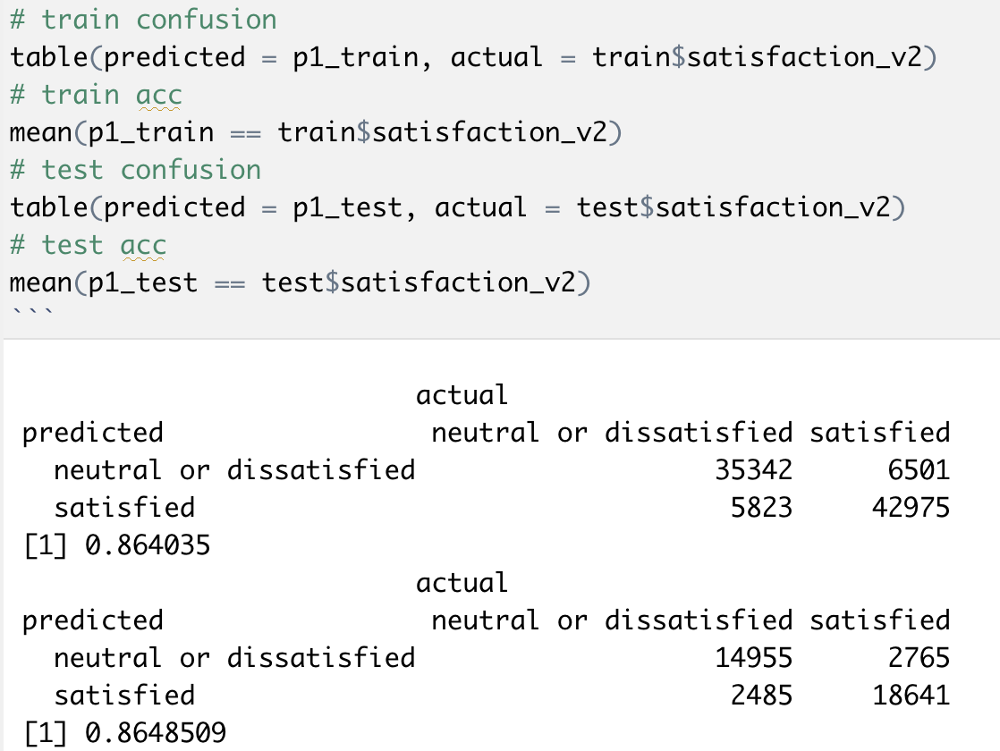 # train confusion
table(predicted = p1_train, actual = train$satisfaction_v2)
# train acc
mean(p1_train == train$satisfaction_v2)
# test confusion
table(predicted = p1_test, actual = test$satisfaction_v2)
# test acc
mean(p1_test == test$satisfaction_v2)
```
actual
predicted neutral or dissatisfied satisfied
neutral or dissatisfied 35342 6501
satisfied 5823 42975
[1] 0.864035
actual
predicted neutral or dissatisfied satisfied
neutral or dissatisfied 14955 2765
satisfied 2485 18641
[1] 0.8648509